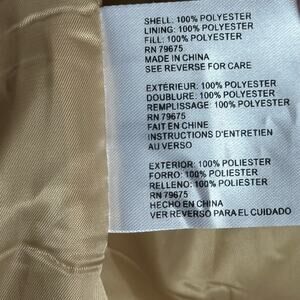 SHELL: 100% POLYESTER
LINING: 100% POLYESTER
FILL: 100% POLYESTER
RN 79675
MADE IN CHINA
SEE REVERSE FOR CARE
EXTÉRIEUR: 100% POLYESTER
DOUBLURE: 100% POLYESTER
REMPLISSAGE: 100% POLYESTER
RN 79675
FAIT EN CHINE
INSTRUCTIONS D'ENTRETIEN
AU VERSO
EXTERIOR: 100% POLIESTER
FORRO: 100% POLIESTER
RELLENO: 100% POLIESTER
RN 79675
HECHO EN CHINA
VER REVERSO PARA EL CUIDADO